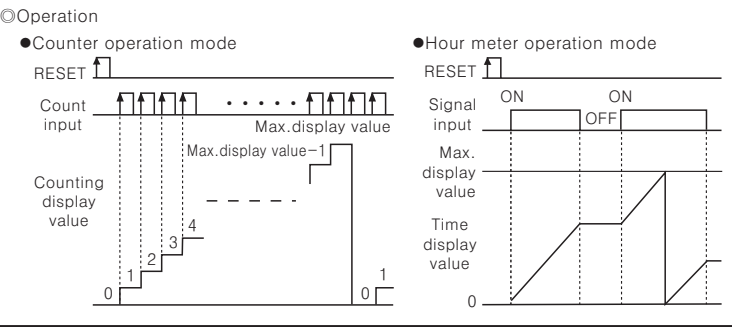 ◎Operation
●Counter operation mode
RESET
Count
input
Max.display value
Max.display value-1
Counting
display
value
4
3
2
1
0
0
1
●Hour meter operation mode
RESET
ON
ON
Signal
input
OFF
Max.
display
value
Time
display
value
0